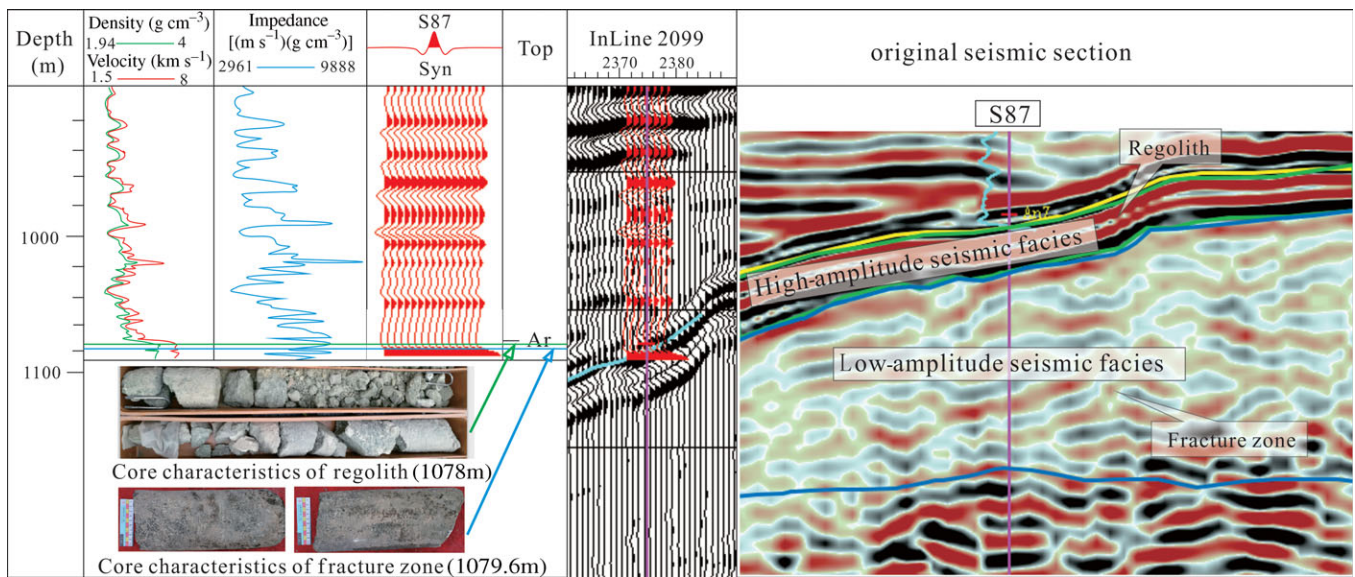 Depth
(m)
Density (g cm⁻³)
1.94 4
Velocity (km s⁻¹)
1.5 8
Impedance
[(m s⁻¹)(g cm⁻³)]
2961 9888
S87
Syn
Top
InLine 2099
2370 2380
original seismic section
1000
1100
Ar
Core characteristics of regolith (1078m)
Core characteristics of fracture zone (1079.6m)
S87
Regolith
AnZ
High-amplitude seismic facies
Low-amplitude seismic facies
Fracture zone